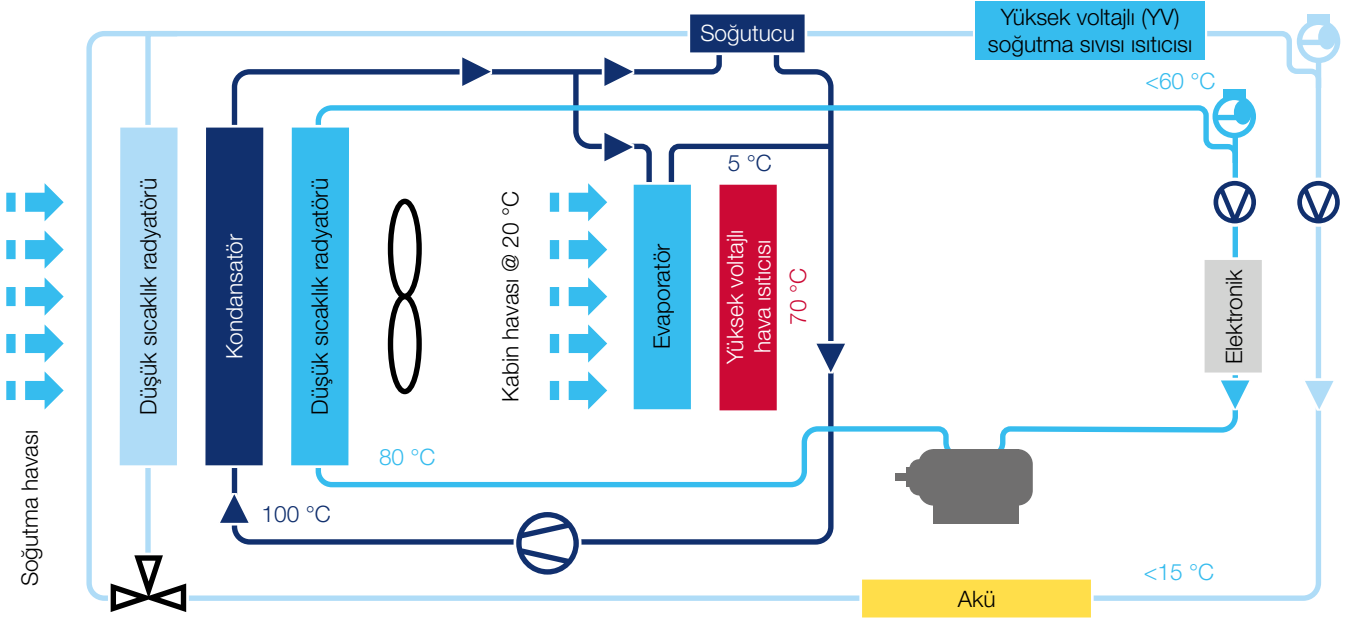 Soğutucu
Yüksek voltajlı (YV)
soğutma sıvısı ısıtıcısı
<60 °C
5 °C
Düşük sıcaklık radyatörü
Kondansatör
Düşük sıcaklık radyatörü
Kabin havası @ 20 °C
Evaporatör
Yüksek voltajlı
hava ısıtıcısı
70 °C
Elektronik
Soğutma havası
80 °C
100 °C
<15 °C
Akü